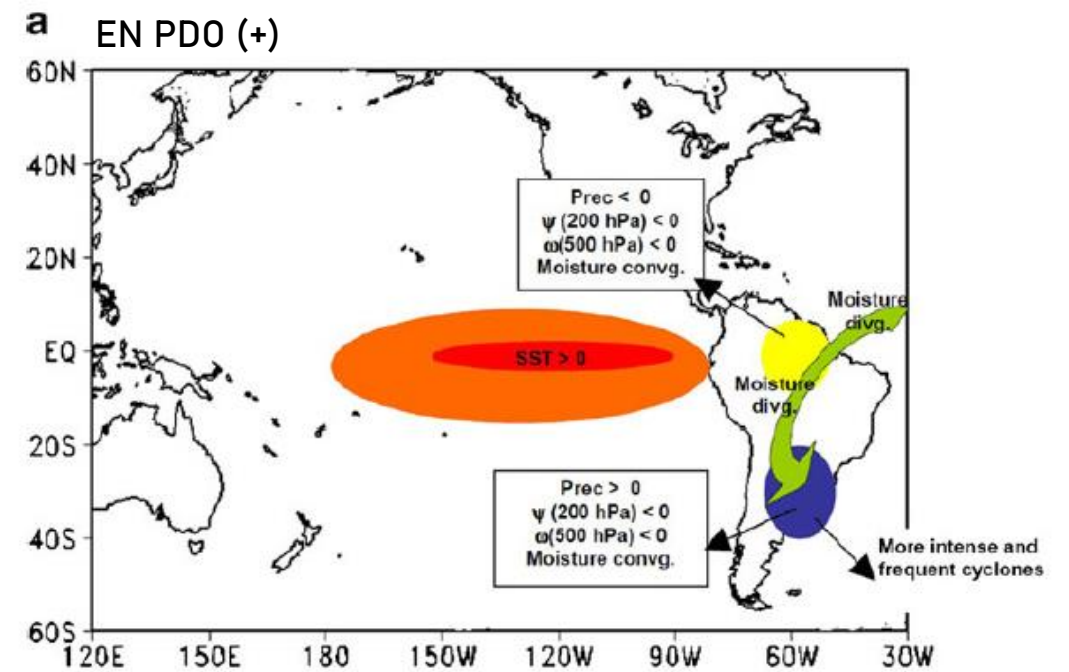 a
EN PDO (+)
60N
40N
20N
EQ
20S
40S
60S
120E
150E
180
150W
120W
90W
60W
30W
Prec < 0
ψ (200 hPa) < 0
ω(500 hPa) < 0
Moisture convg.
SST > 0
Moisture
divg.
Moisture
divg.
Prec > 0
ψ (200 hPa) < 0
ω(500 hPa) < 0
Moisture convg.
More intense and
frequent cyclones